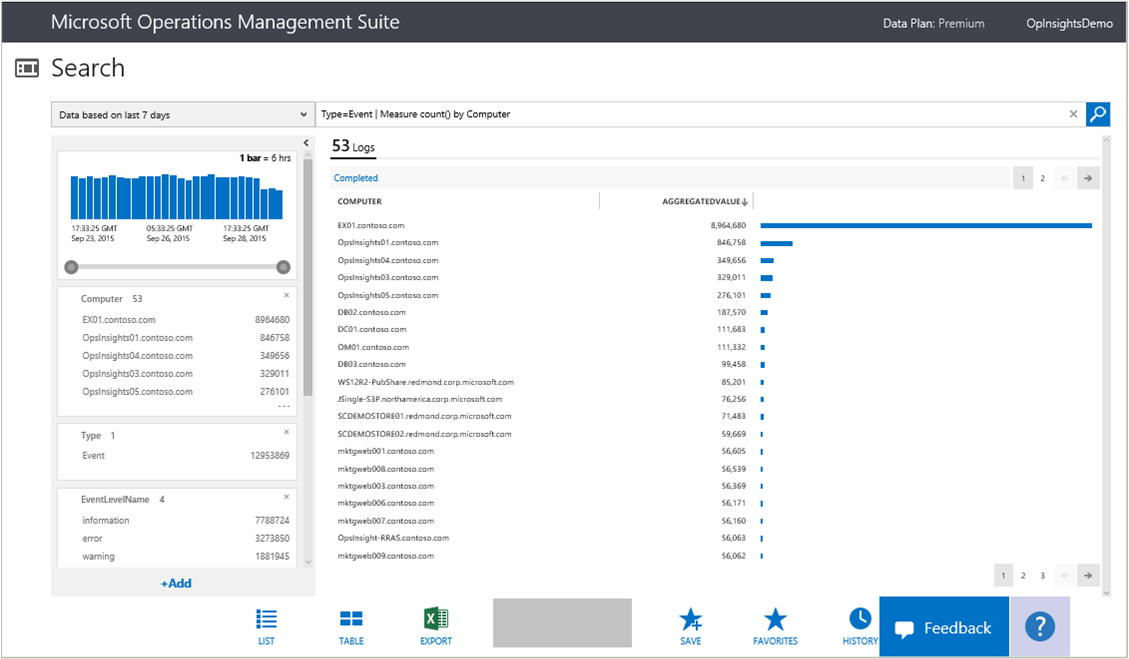 Microsoft Operations Management Suite
Data Plan: Premium
OpInsightsDemo
Search
Data based on last 7 days
Type=Event | Measure count() by Computer
1 bar = 6 hrs
17:33:25 GMT 05:33:25 GMT 17:33:25 GMT
Sep 23, 2015 Sep 26, 2015 Sep 28, 2015
Computer 53
EX01.contoso.com 8964680
OpsInsights01.contoso.com 846758
OpsInsights04.contoso.com 349656
OpsInsights03.contoso.com 329011
OpsInsights05.contoso.com 276101
...
Type 1
Event 12953869
EventLevelName 4
information 7788724
error 3273850
warning 1881945
+Add
53 Logs
Completed
1 2
COMPUTER AGGREGATEDVALUE
EX01.contoso.com 8,964,680
OpsInsights01.contoso.com 846,758
OpsInsights04.contoso.com 349,656
OpsInsights03.contoso.com 329,011
OpsInsights05.contoso.com 276,101
DB02.contoso.com 187,570
DC01.contoso.com 111,683
OM01.contoso.com 111,332
DB03.contoso.com 99,458
WS12R2-PubShare.redmond.corp.microsoft.com 85,201
JSingle-S3P.northamerica.corp.microsoft.com 76,256
SCDEMOSTORE01.redmond.corp.microsoft.com 71,483
SCDEMOSTORE02.redmond.corp.microsoft.com 59,669
mktgweb001.contoso.com 56,605
mktgweb008.contoso.com 56,539
mktgweb003.contoso.com 56,369
mktgweb006.contoso.com 56,171
mktgweb007.contoso.com 56,160
OpsInsight-RRAS.contoso.com 56,063
mktgweb009.contoso.com 56,062
1 2 3
LIST
TABLE
EXPORT
SAVE
FAVORITES
HISTORY
Feedback
?